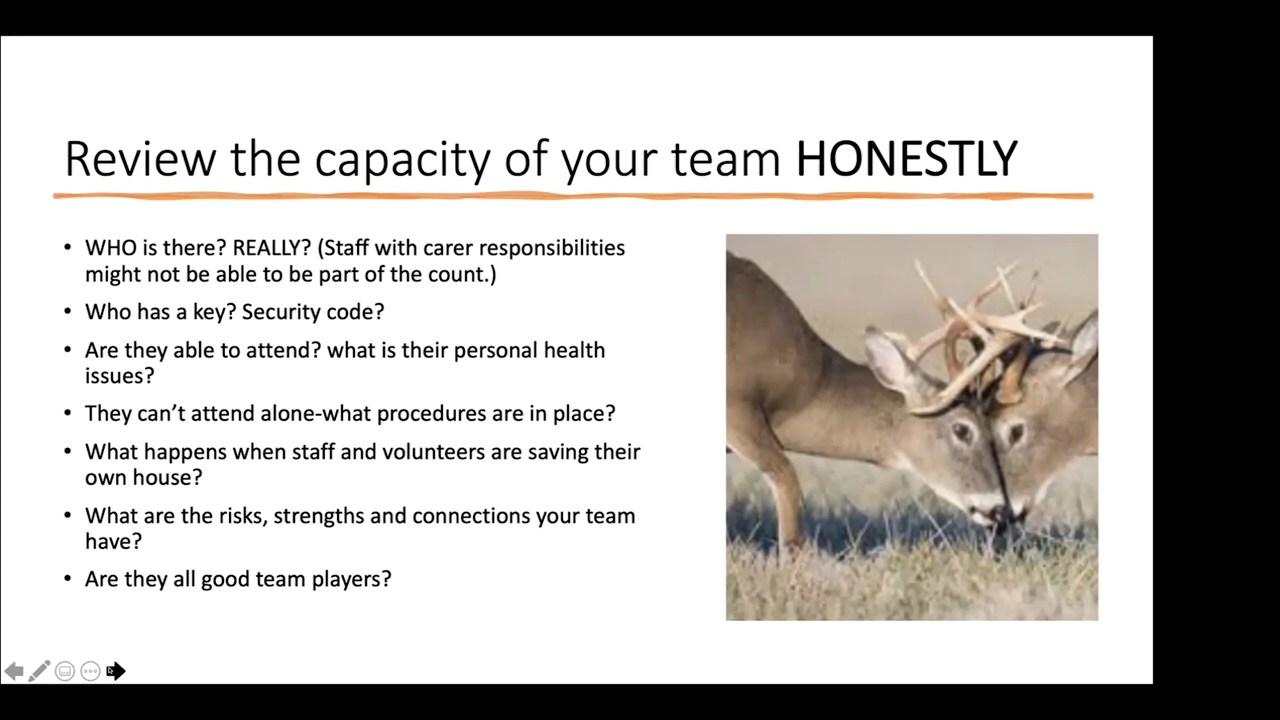 Review the capacity of your team HONESTLY
• WHO is there? REALLY? (Staff with carer responsibilities
might not be able to be part of the count.)
• Who has a key? Security code?
• Are they able to attend? what is their personal health
issues?
• They can’t attend alone-what procedures are in place?
• What happens when staff and volunteers are saving their
own house?
• What are the risks, strengths and connections your team
have?
• Are they all good team players?